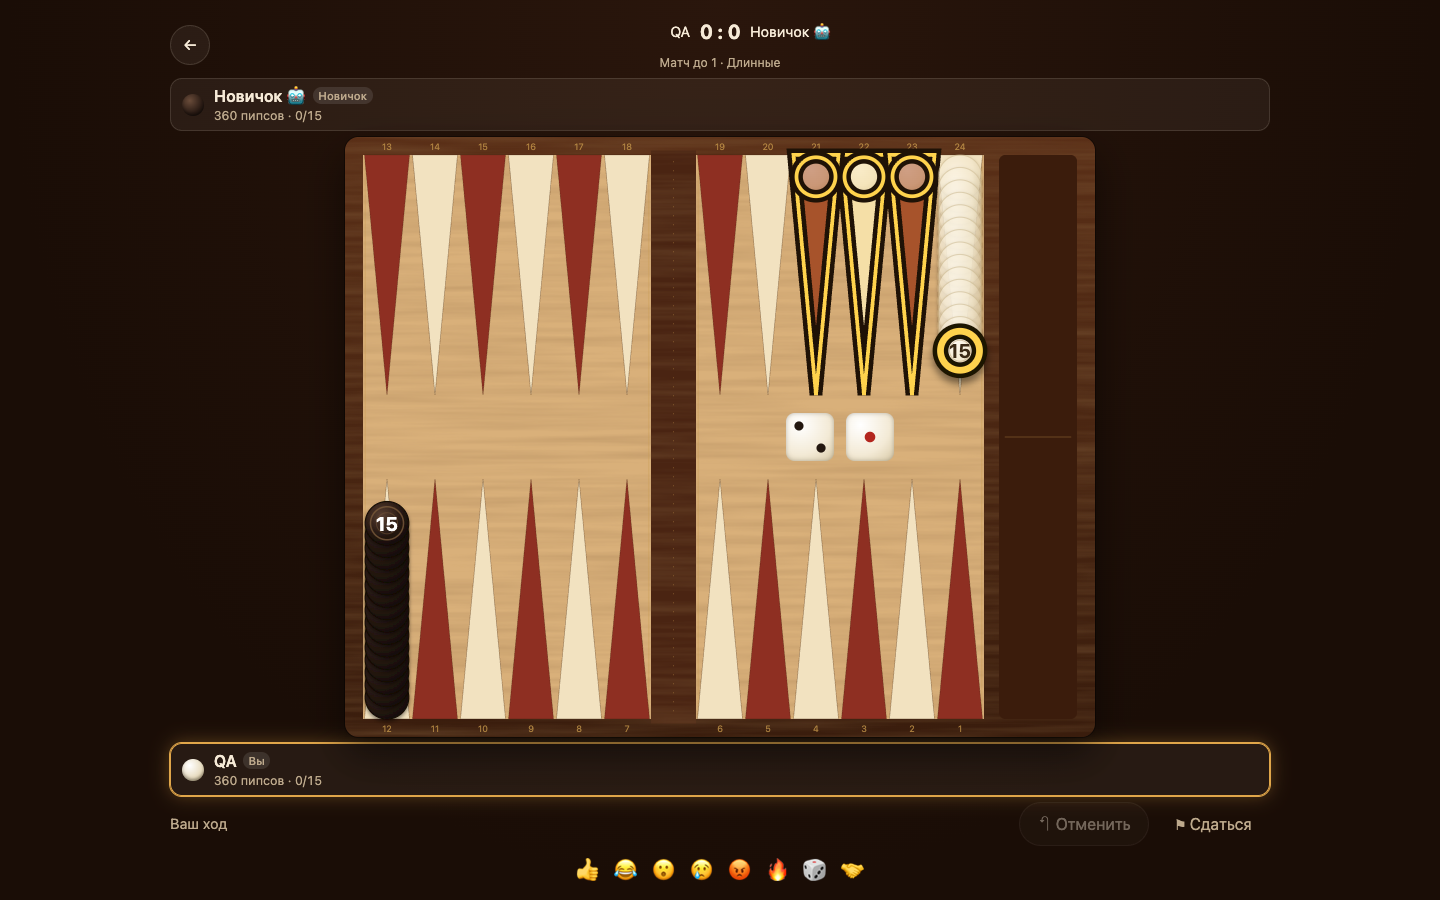 QA 0 : 0 Новичок
Матч до 1 · Длинные
Новичок Новичок
360 пипсов · 0/15
13 14 15 16 17 18 19 20 21 22 23 24
15
15
12 11 10 9 8 7 6 5 4 3 2 1
QA Вы
360 пипсов · 0/15
Ваш ход
Отменить
Сдаться